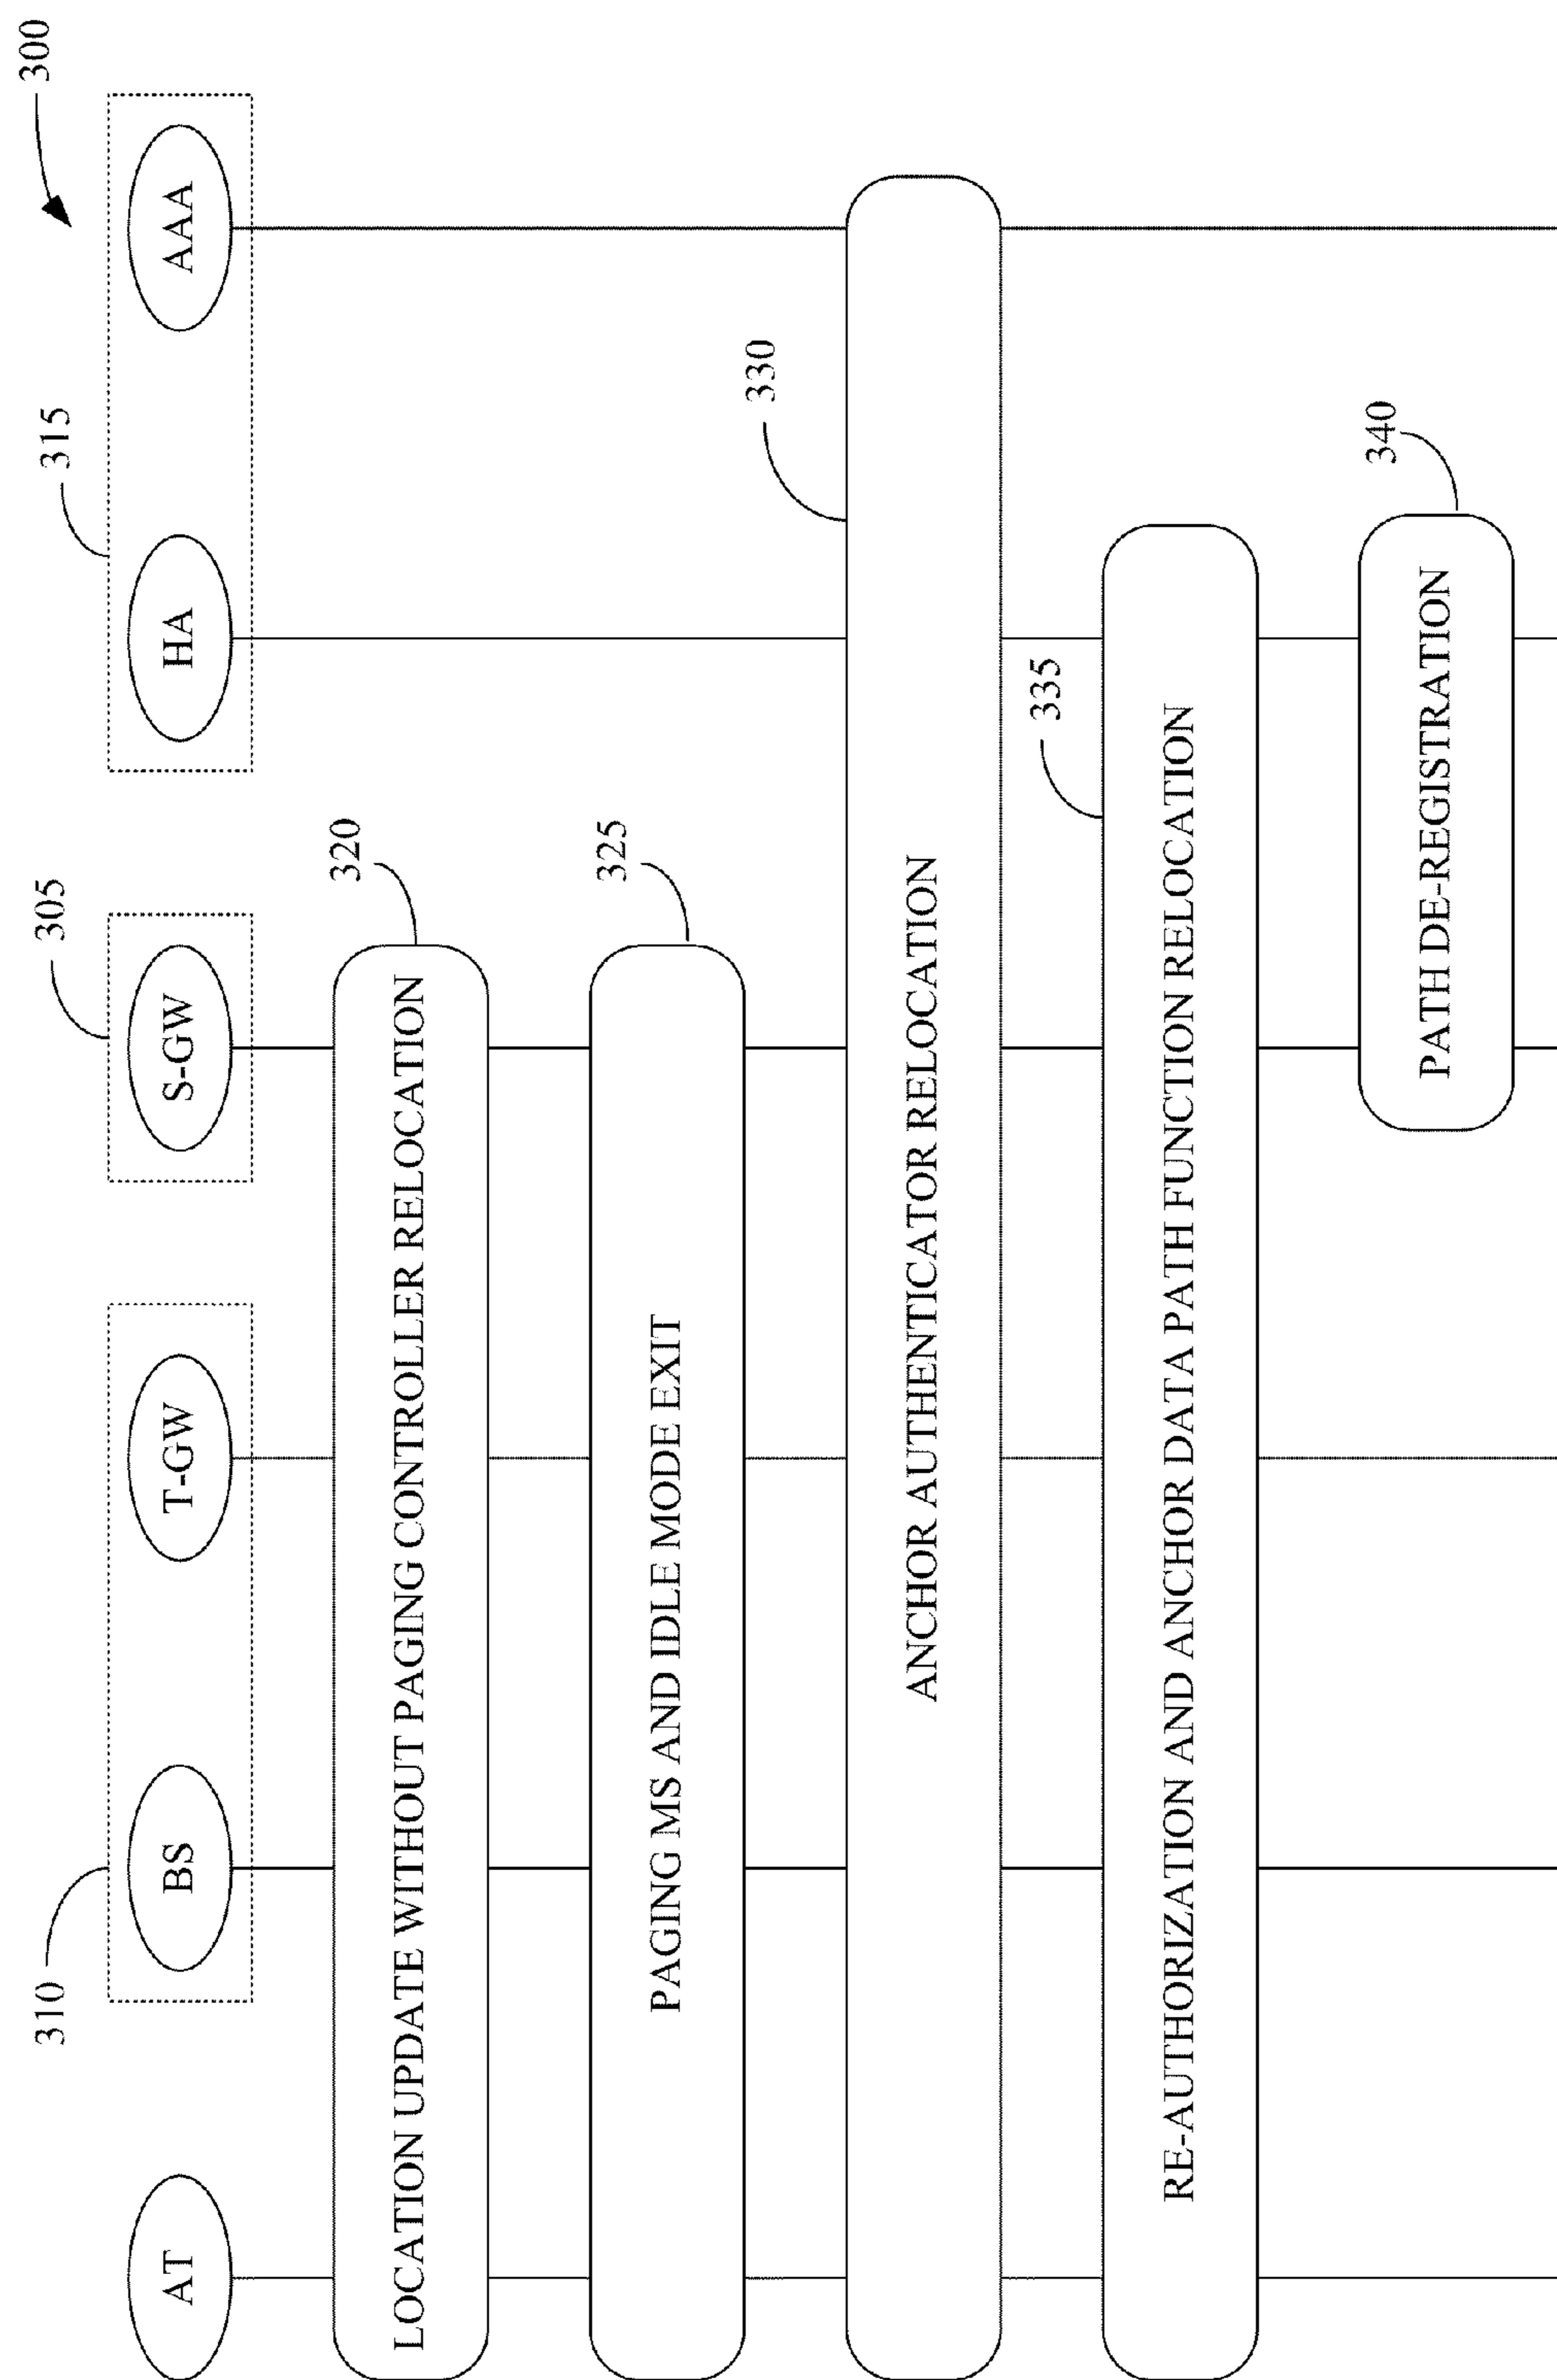 300
310
305
315
AT
BS
T-GW
S-GW
HA
AAA
320
LOCATION UPDATE WITHOUT PAGING CONTROLLER RELOCATION
325
PAGING MS AND IDLE MODE EXIT
330
ANCHOR AUTHENTICATOR RELOCATION
335
RE-AUTHORIZATION AND ANCHOR DATA PATH FUNCTION RELOCATION
340
PATH DE-REGISTRATION